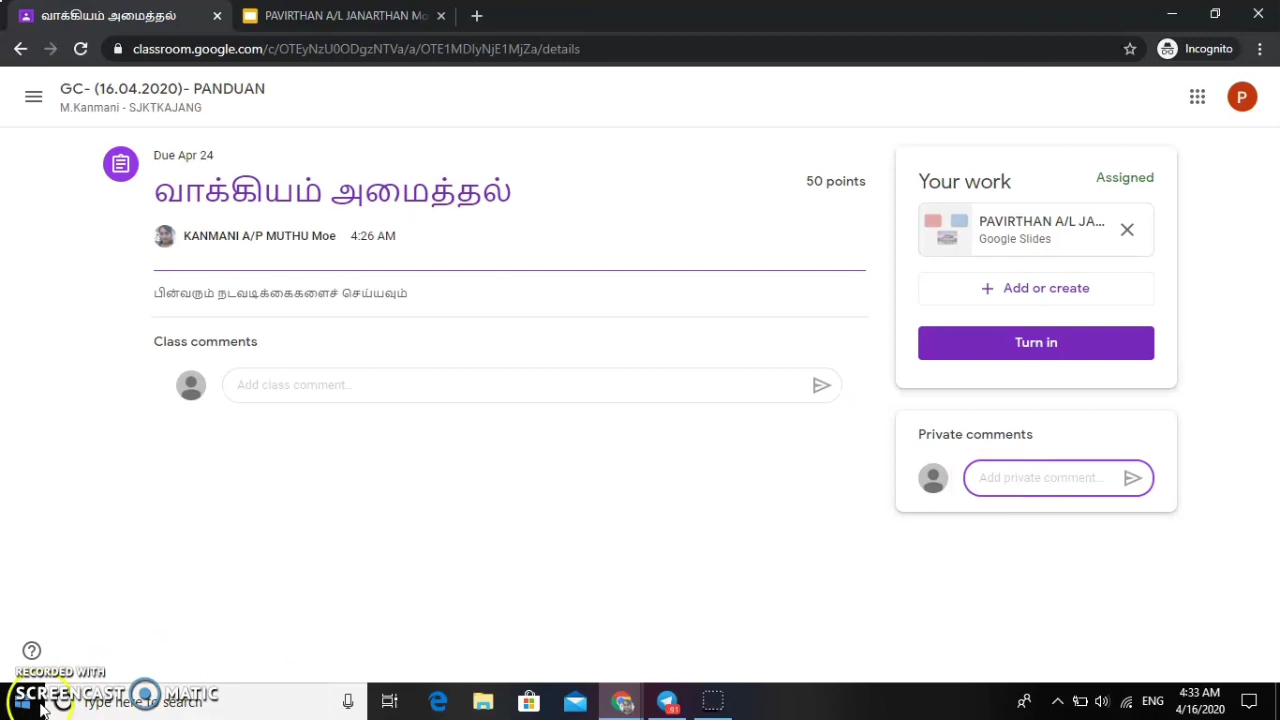 வாக்கியம் அமைத்தல்
PAVIRTHAN A/L JANARTHAN Mo
classroom.google.com/c/OTEyNzU0ODgzNTVa/a/OTE1MDIyNjE1MjZa/details
Incognito
GC- (16.04.2020)- PANDUAN
M.Kanmani - SJKTKAJANG
P
Due Apr 24
வாக்கியம் அமைத்தல்
50 points
KANMANI A/P MUTHU Moe 4:26 AM
பின்வரும் நடவடிக்கைகளைச் செய்யவும்
Class comments
Add class comment...
Your work
Assigned
PAVIRTHAN A/L JA...
Google Slides
+ Add or create
Turn in
Private comments
Add private comment...
RECORDED WITH
SCREENCAST MATIC
Type here to search
ENG
4:33 AM
4/16/2020